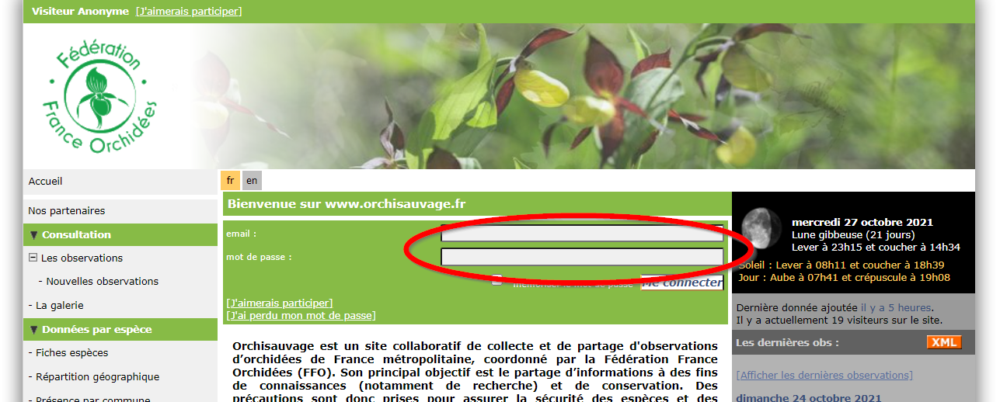 Visiteur Anonyme [J'aimerais participer]
Fédération
France Orchidées
Accueil
Nos partenaires
Consultation
Les observations
- Nouvelles observations
- La galerie
Données par espèce
- Fiches espèces
- Répartition géographique
- Présence par commune
fr en
Bienvenue sur www.orchisauvage.fr
email :
mot de passe :
mémoriser le mot de passe Me connecter
[J'aimerais participer]
[J'ai perdu mon mot de passe]
Orchisauvage est un site collaboratif de collecte et de partage d'observations
d'orchidées de France métropolitaine, coordonné par la Fédération France
Orchidées (FFO). Son principal objectif est le partage d'informations à des fins
de connaissances (notamment de recherche) et de conservation. Des
précautions sont donc prises pour assurer la sécurité des espèces et des
mercredi 27 octobre 2021
Lune gibbeuse (21 jours)
Lever à 23h15 et coucher à 14h34
Soleil : Lever à 08h11 et coucher à 18h39
Jour : Aube à 07h41 et crépuscule à 19h08
Dernière donnée ajoutée il y a 5 heures.
Il y a actuellement 19 visiteurs sur le site.
Les dernières obs : XML
[Afficher les dernières observations]
dimanche 24 octobre 2021